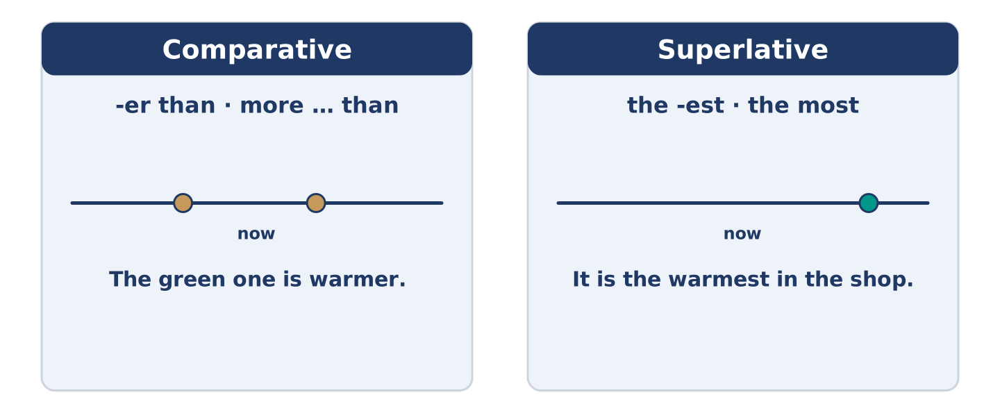 Comparative
-er than · more … than
now
The green one is warmer.
Superlative
the -est · the most
now
It is the warmest in the shop.